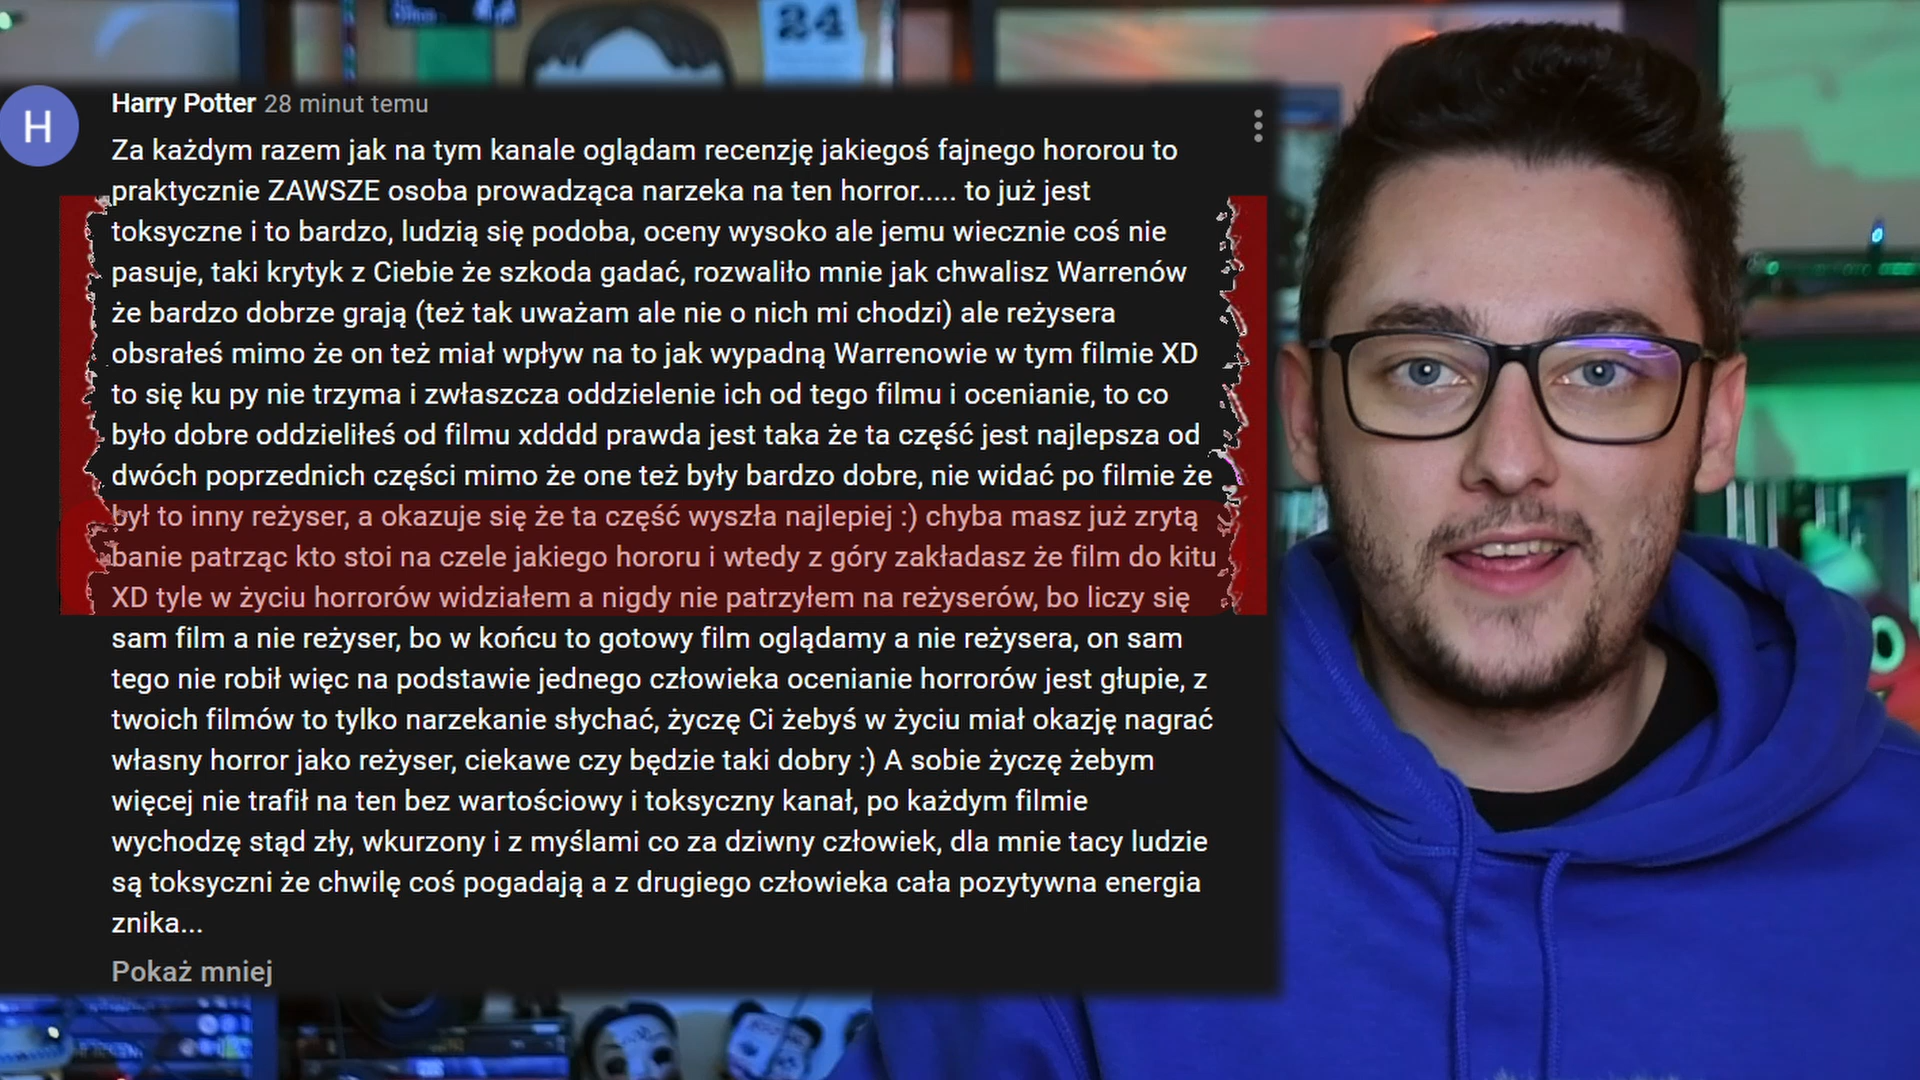 24
H
Harry Potter 28 minut temu
Za każdym razem jak na tym kanale oglądam recenzję jakiegoś fajnego hororou to
praktycznie ZAWSZE osoba prowadząca narzeka na ten horror..... to już jest
toksyczne i to bardzo, ludzią się podoba, oceny wysoko ale jemu wiecznie coś nie
pasuje, taki krytyk z Ciebie że szkoda gadać, rozwaliło mnie jak chwalisz Warrenów
że bardzo dobrze grają (też tak uważam ale nie o nich mi chodzi) ale reżysera
obsrałeś mimo że on też miał wpływ na to jak wypadną Warrenowie w tym filmie XD
to się ku py nie trzyma i zwłaszcza oddzielenie ich od tego filmu i ocenianie, to co
było dobre oddzieliłeś od filmu xdddd prawda jest taka że ta część jest najlepsza od
dwóch poprzednich części mimo że one też były bardzo dobre, nie widać po filmie że
był to inny reżyser, a okazuje się że ta część wyszła najlepiej :) chyba masz już zrytą
banie patrząc kto stoi na czele jakiego hororu i wtedy z góry zakładasz że film do kitu
XD tyle w życiu horrorów widziałem a nigdy nie patrzyłem na reżyserów, bo liczy się
sam film a nie reżyser, bo w końcu to gotowy film oglądamy a nie reżysera, on sam
tego nie robił więc na podstawie jednego człowieka ocenianie horrorów jest głupie, z
twoich filmów to tylko narzekanie słychać, życzę Ci żebyś w życiu miał okazję nagrać
własny horror jako reżyser, ciekawe czy będzie taki dobry :) A sobie życzę żebym
więcej nie trafił na ten bez wartościowy i toksyczny kanał, po każdym filmie
wychodzę stąd zły, wkurzony i z myślami co za dziwny człowiek, dla mnie tacy ludzie
są toksyczni że chwilę coś pogadają a z drugiego człowieka cała pozytywna energia
znika...
Pokaż mniej